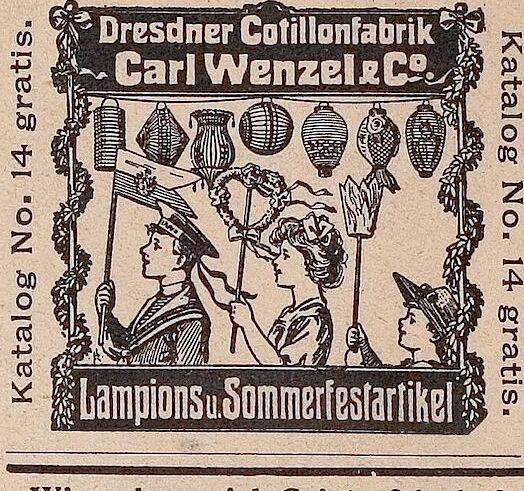 Dresdner Cotillonfabrik
Carl Wenzel & Co.
Katalog No. 14 gratis.
Katalog No. 14 gratis.
Lampions u. Sommerfestartikel